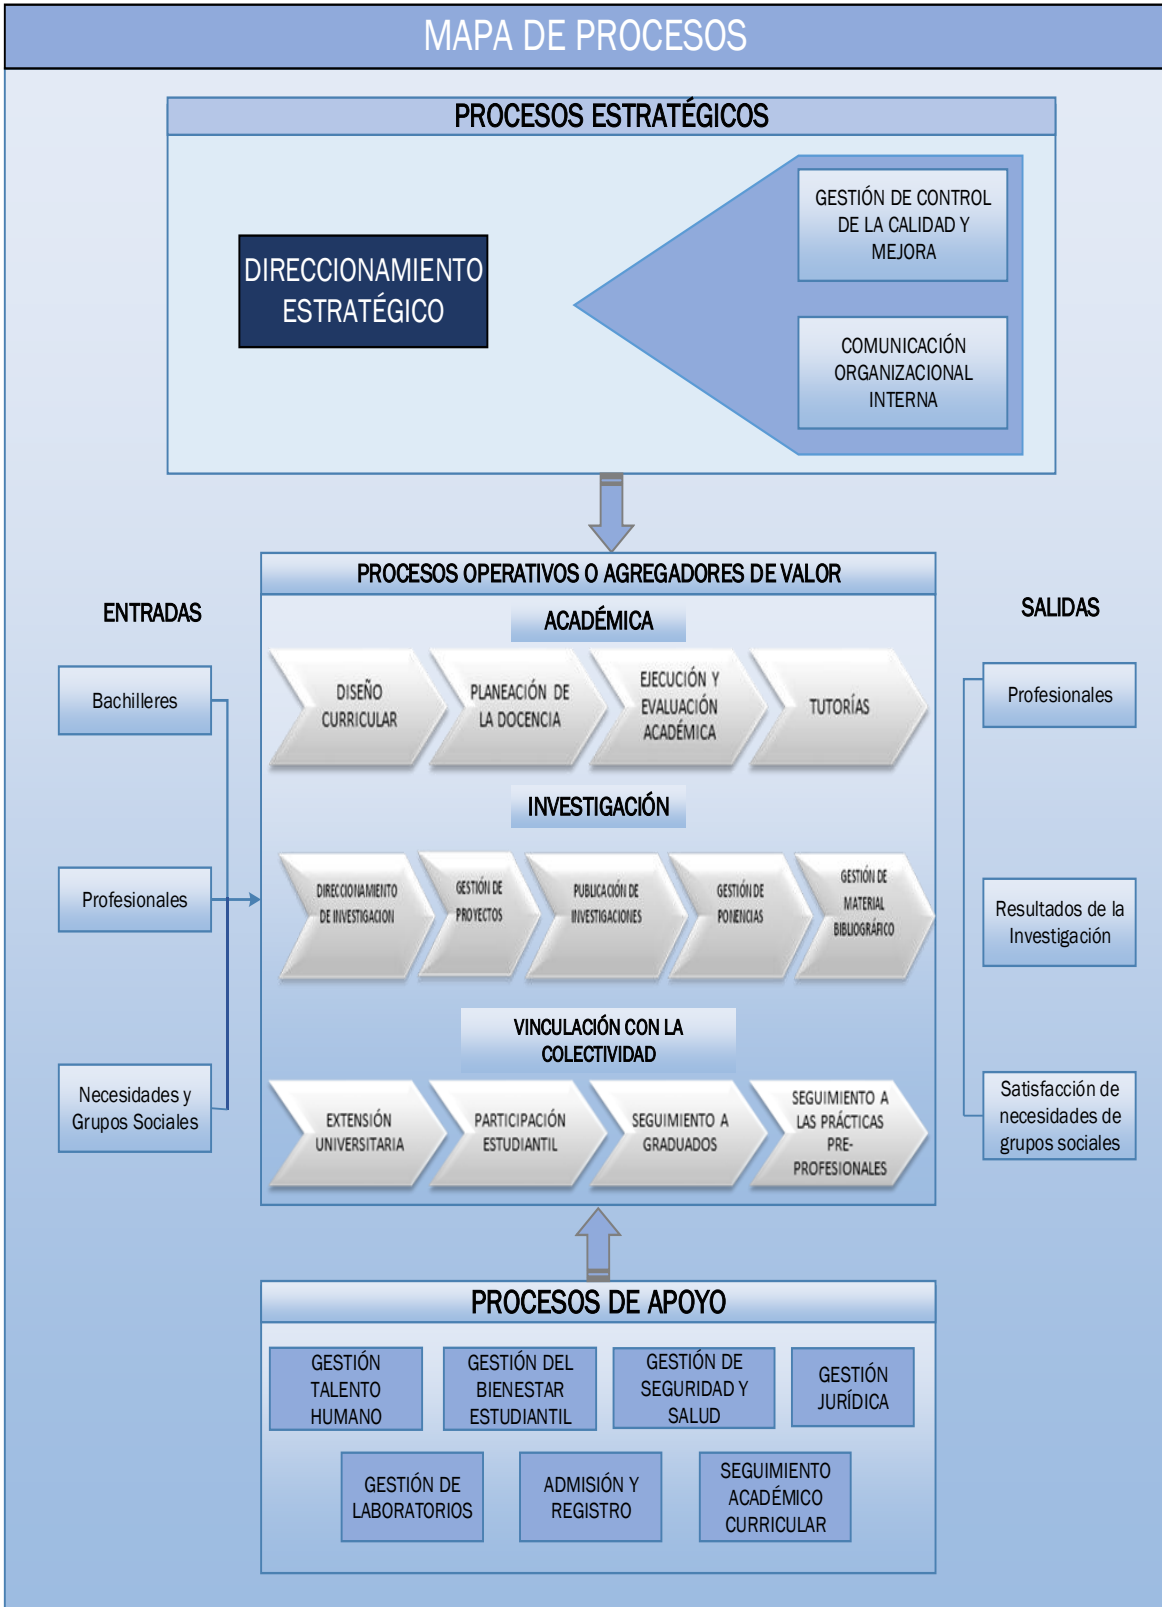 MAPA DE PROCESOS
PROCESOS ESTRATÉGICOS
DIRECCIONAMIENTO
ESTRATÉGICO
GESTIÓN DE CONTROL
DE LA CALIDAD Y
MEJORA
COMUNICACIÓN
ORGANIZACIONAL
INTERNA
PROCESOS OPERATIVOS O AGREGADORES DE VALOR
ENTRADAS
Bachilleres
Profesionales
Necesidades y
Grupos Sociales
ACADÉMICA
DISEÑO
CURRICULAR
PLANEACIÓN DE
LA DOCENCIA
EJECUCIÓN Y
EVALUACIÓN
ACADÉMICA
TUTORÍAS
INVESTIGACIÓN
DIRECCIONAMIENTO
DE INVESTIGACION
GESTIÓN DE
PROYECTOS
PUBLICACIÓN DE
INVESTIGACIONES
GESTIÓN DE
PONENCIAS
GESTIÓN DE
MATERIAL
BIBLIOGRÁFICO
VINCULACIÓN CON LA
COLECTIVIDAD
EXTENSIÓN
UNIVERSITARIA
PARTICIPACIÓN
ESTUDIANTIL
SEGUIMIENTO A
GRADUADOS
SEGUIMIENTO A
LAS PRÁCTICAS
PRE-
PROFESIONALES
SALIDAS
Profesionales
Resultados de la
Investigación
Satisfacción de
necesidades de
grupos sociales
PROCESOS DE APOYO
GESTIÓN
TALENTO
HUMANO
GESTIÓN DEL
BIENESTAR
ESTUDIANTIL
GESTIÓN DE
SEGURIDAD Y
SALUD
GESTIÓN
JURÍDICA
GESTIÓN DE
LABORATORIOS
ADMISIÓN Y
REGISTRO
SEGUIMIENTO
ACADÉMICO
CURRICULAR